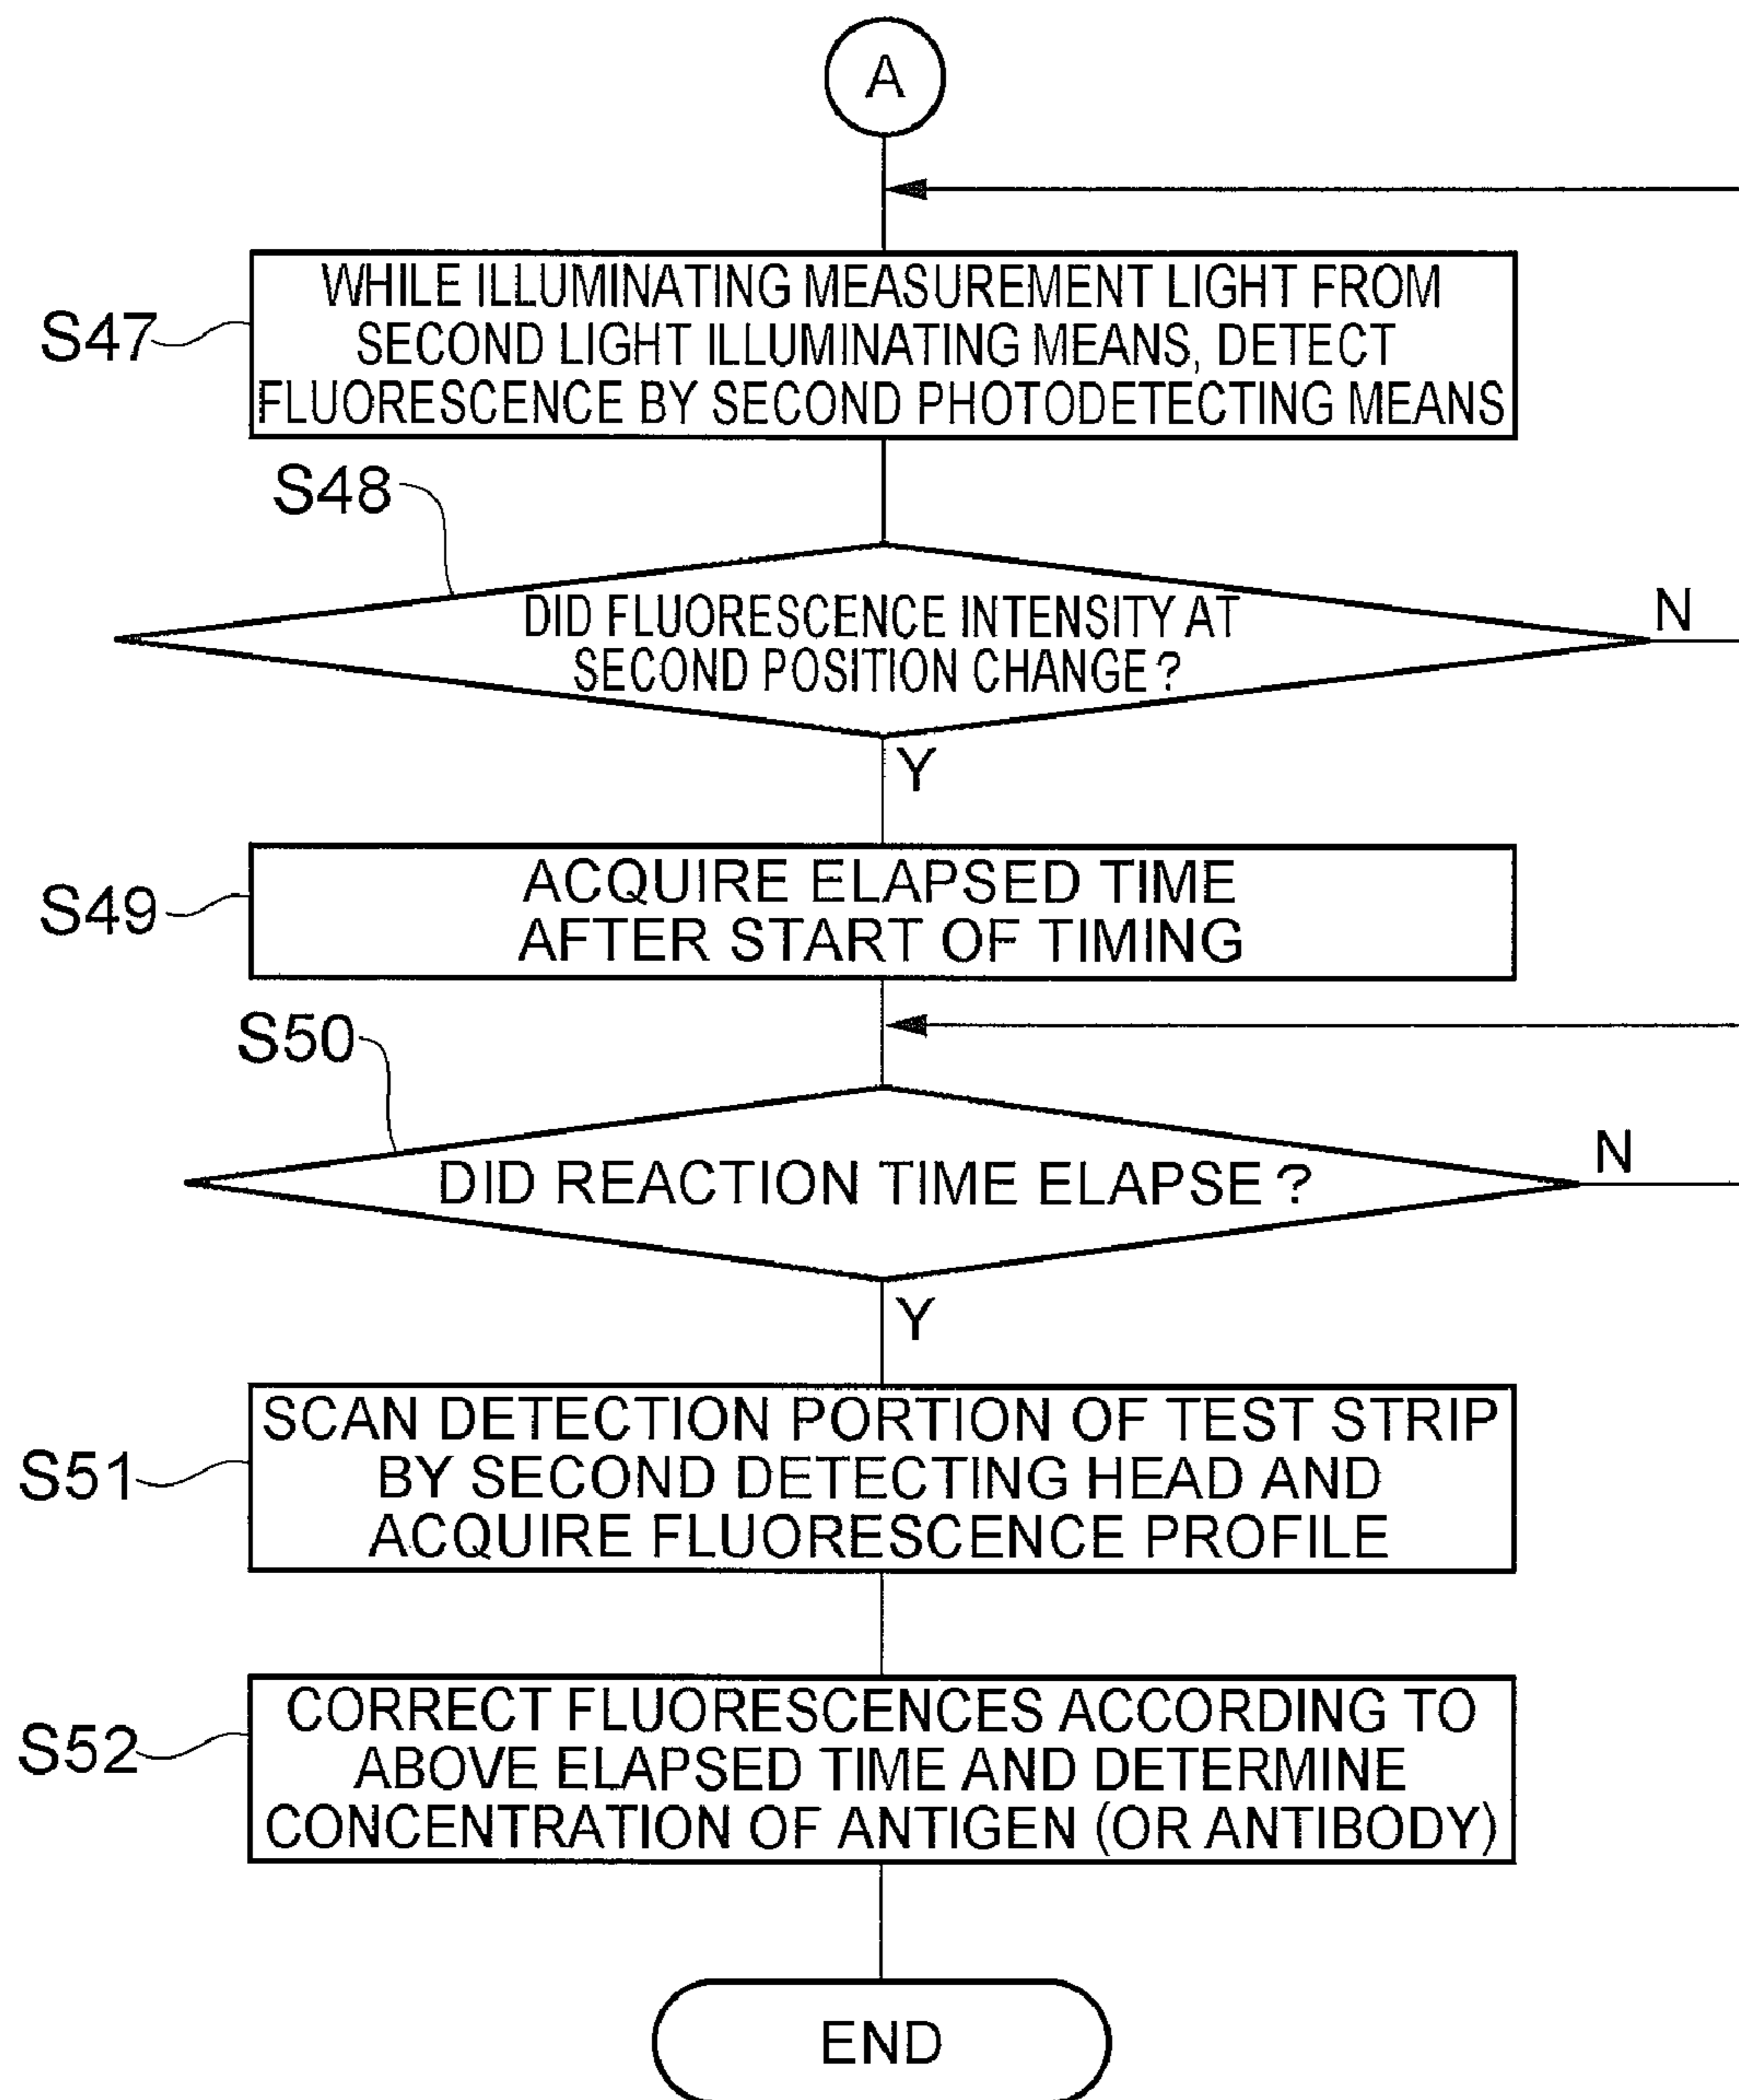 A
S47
WHILE ILLUMINATING MEASUREMENT LIGHT FROM
SECOND LIGHT ILLUMINATING MEANS, DETECT
FLUORESCENCE BY SECOND PHOTODETECTING MEANS
S48
DID FLUORESCENCE INTENSITY AT
SECOND POSITION CHANGE?
N
Y
S49
ACQUIRE ELAPSED TIME
AFTER START OF TIMING
S50
DID REACTION TIME ELAPSE?
N
Y
S51
SCAN DETECTION PORTION OF TEST STRIP
BY SECOND DETECTING HEAD AND
ACQUIRE FLUORESCENCE PROFILE
S52
CORRECT FLUORESCENCES ACCORDING TO
ABOVE ELAPSED TIME AND DETERMINE
CONCENTRATION OF ANTIGEN (OR ANTIBODY)
END